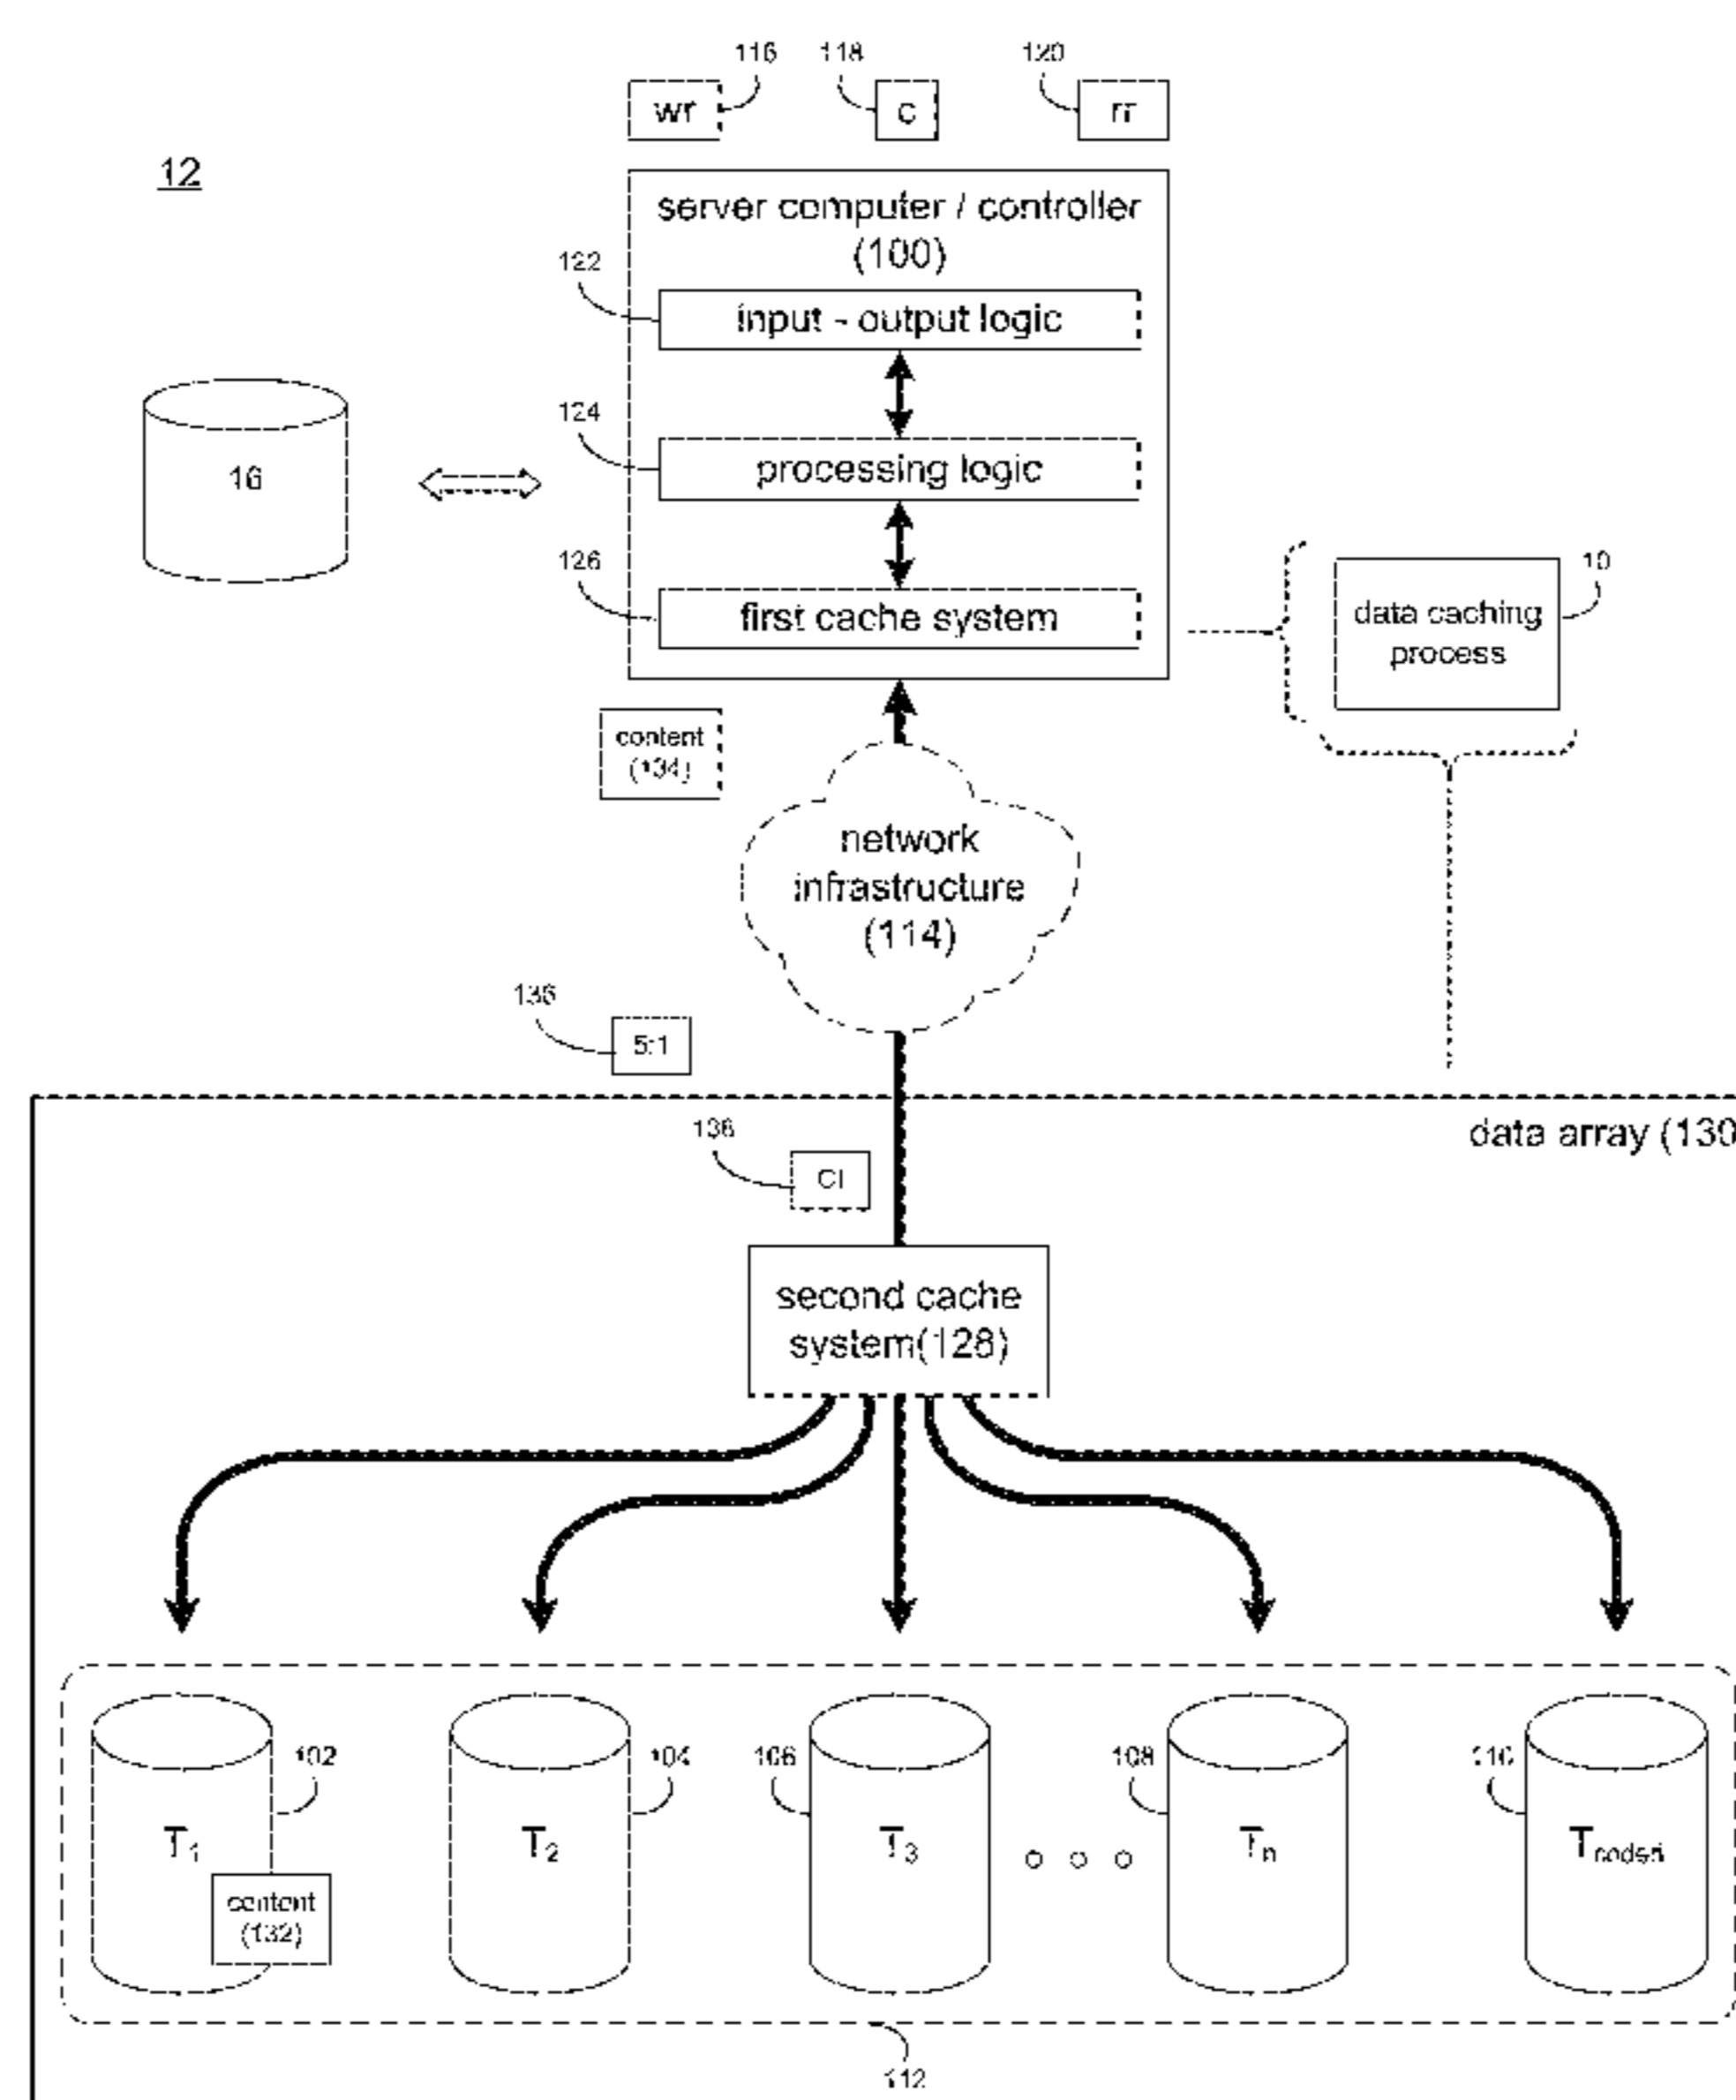 116 118 120
wr c rr
12
server computer / controller
(100)
122
input - output logic
124
processing logic
16
126
first cache system
10
data caching
process
content
(134)
network
infrastructure
(114)
136
5:1
data array (130
138
CI
second cache
system(128)
102 104 106 108 110
T1 T2 T3 Tn
content
(132)
112